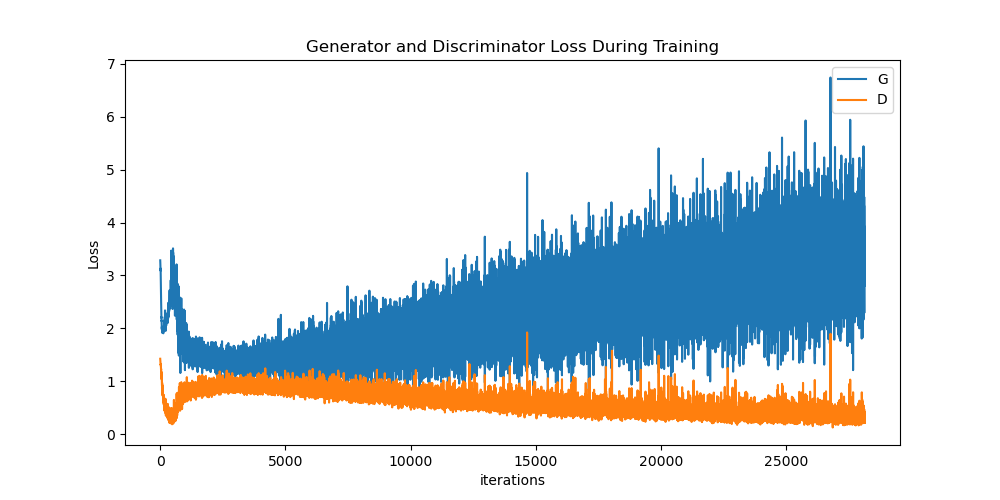 Generator and Discriminator Loss During Training
G
D
7
6
5
4
3
2
1
0
Loss
0 5000 10000 15000 20000 25000
iterations